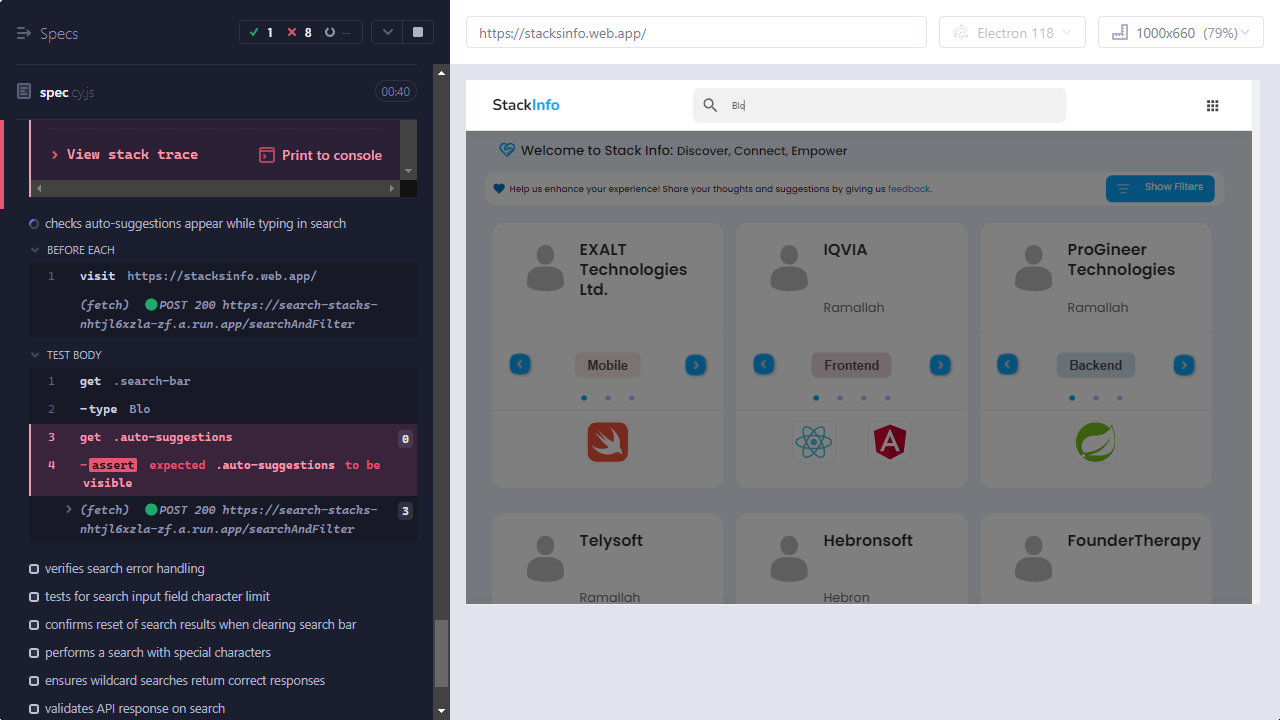 Specs
1 8 --
spec.cy.js
00:40
View stack trace
Print to console
checks auto-suggestions appear while typing in search
BEFORE EACH
1 visit https://stacksinfo.web.app/
(fetch) POST 200 https://search-stacks-
nhtjl6xzla-zf.a.run.app/searchAndFilter
TEST BODY
1 get .search-bar
2 -type Blo
3 get .auto-suggestions 0
4 -assert expected .auto-suggestions to be
visible
(fetch) POST 200 https://search-stacks- 3
nhtjl6xzla-zf.a.run.app/searchAndFilter
verifies search error handling
tests for search input field character limit
confirms reset of search results when clearing search bar
performs a search with special characters
ensures wildcard searches return correct responses
validates API response on search
https://stacksinfo.web.app/
Electron 118
1000x660 (79%)
StackInfo
Blo
Welcome to Stack Info: Discover, Connect, Empower
Help us enhance your experience! Share your thoughts and suggestions by giving us feedback.
Show Filters
EXALT
Technologies
Ltd.
Mobile
IQVIA
Ramallah
Frontend
ProGineer
Technologies
Ramallah
Backend
Telysoft
Ramallah
Hebronsoft
Hebron
FounderTherapy